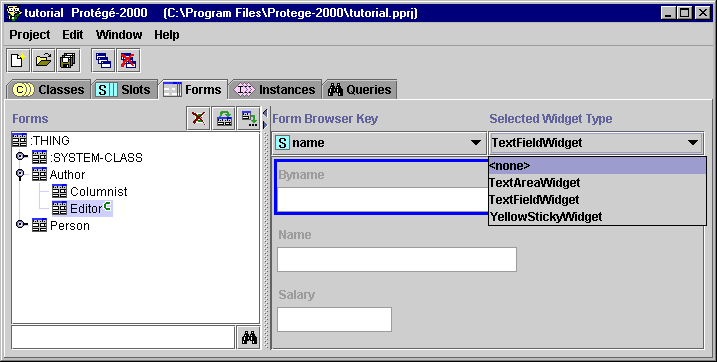 tutorial Protégé-2000 (C:\Program Files\Protege-2000\tutorial.pprj)
Project Edit Window Help
C Classes S Slots Forms I Instances Queries
Forms
Form Browser Key Selected Widget Type
S name TextFieldWidget
:THING
:SYSTEM-CLASS
Author
Columnist
Editor C
Person
<none>
TextAreaWidget
TextFieldWidget
YellowStickyWidget
Byname
Name
Salary